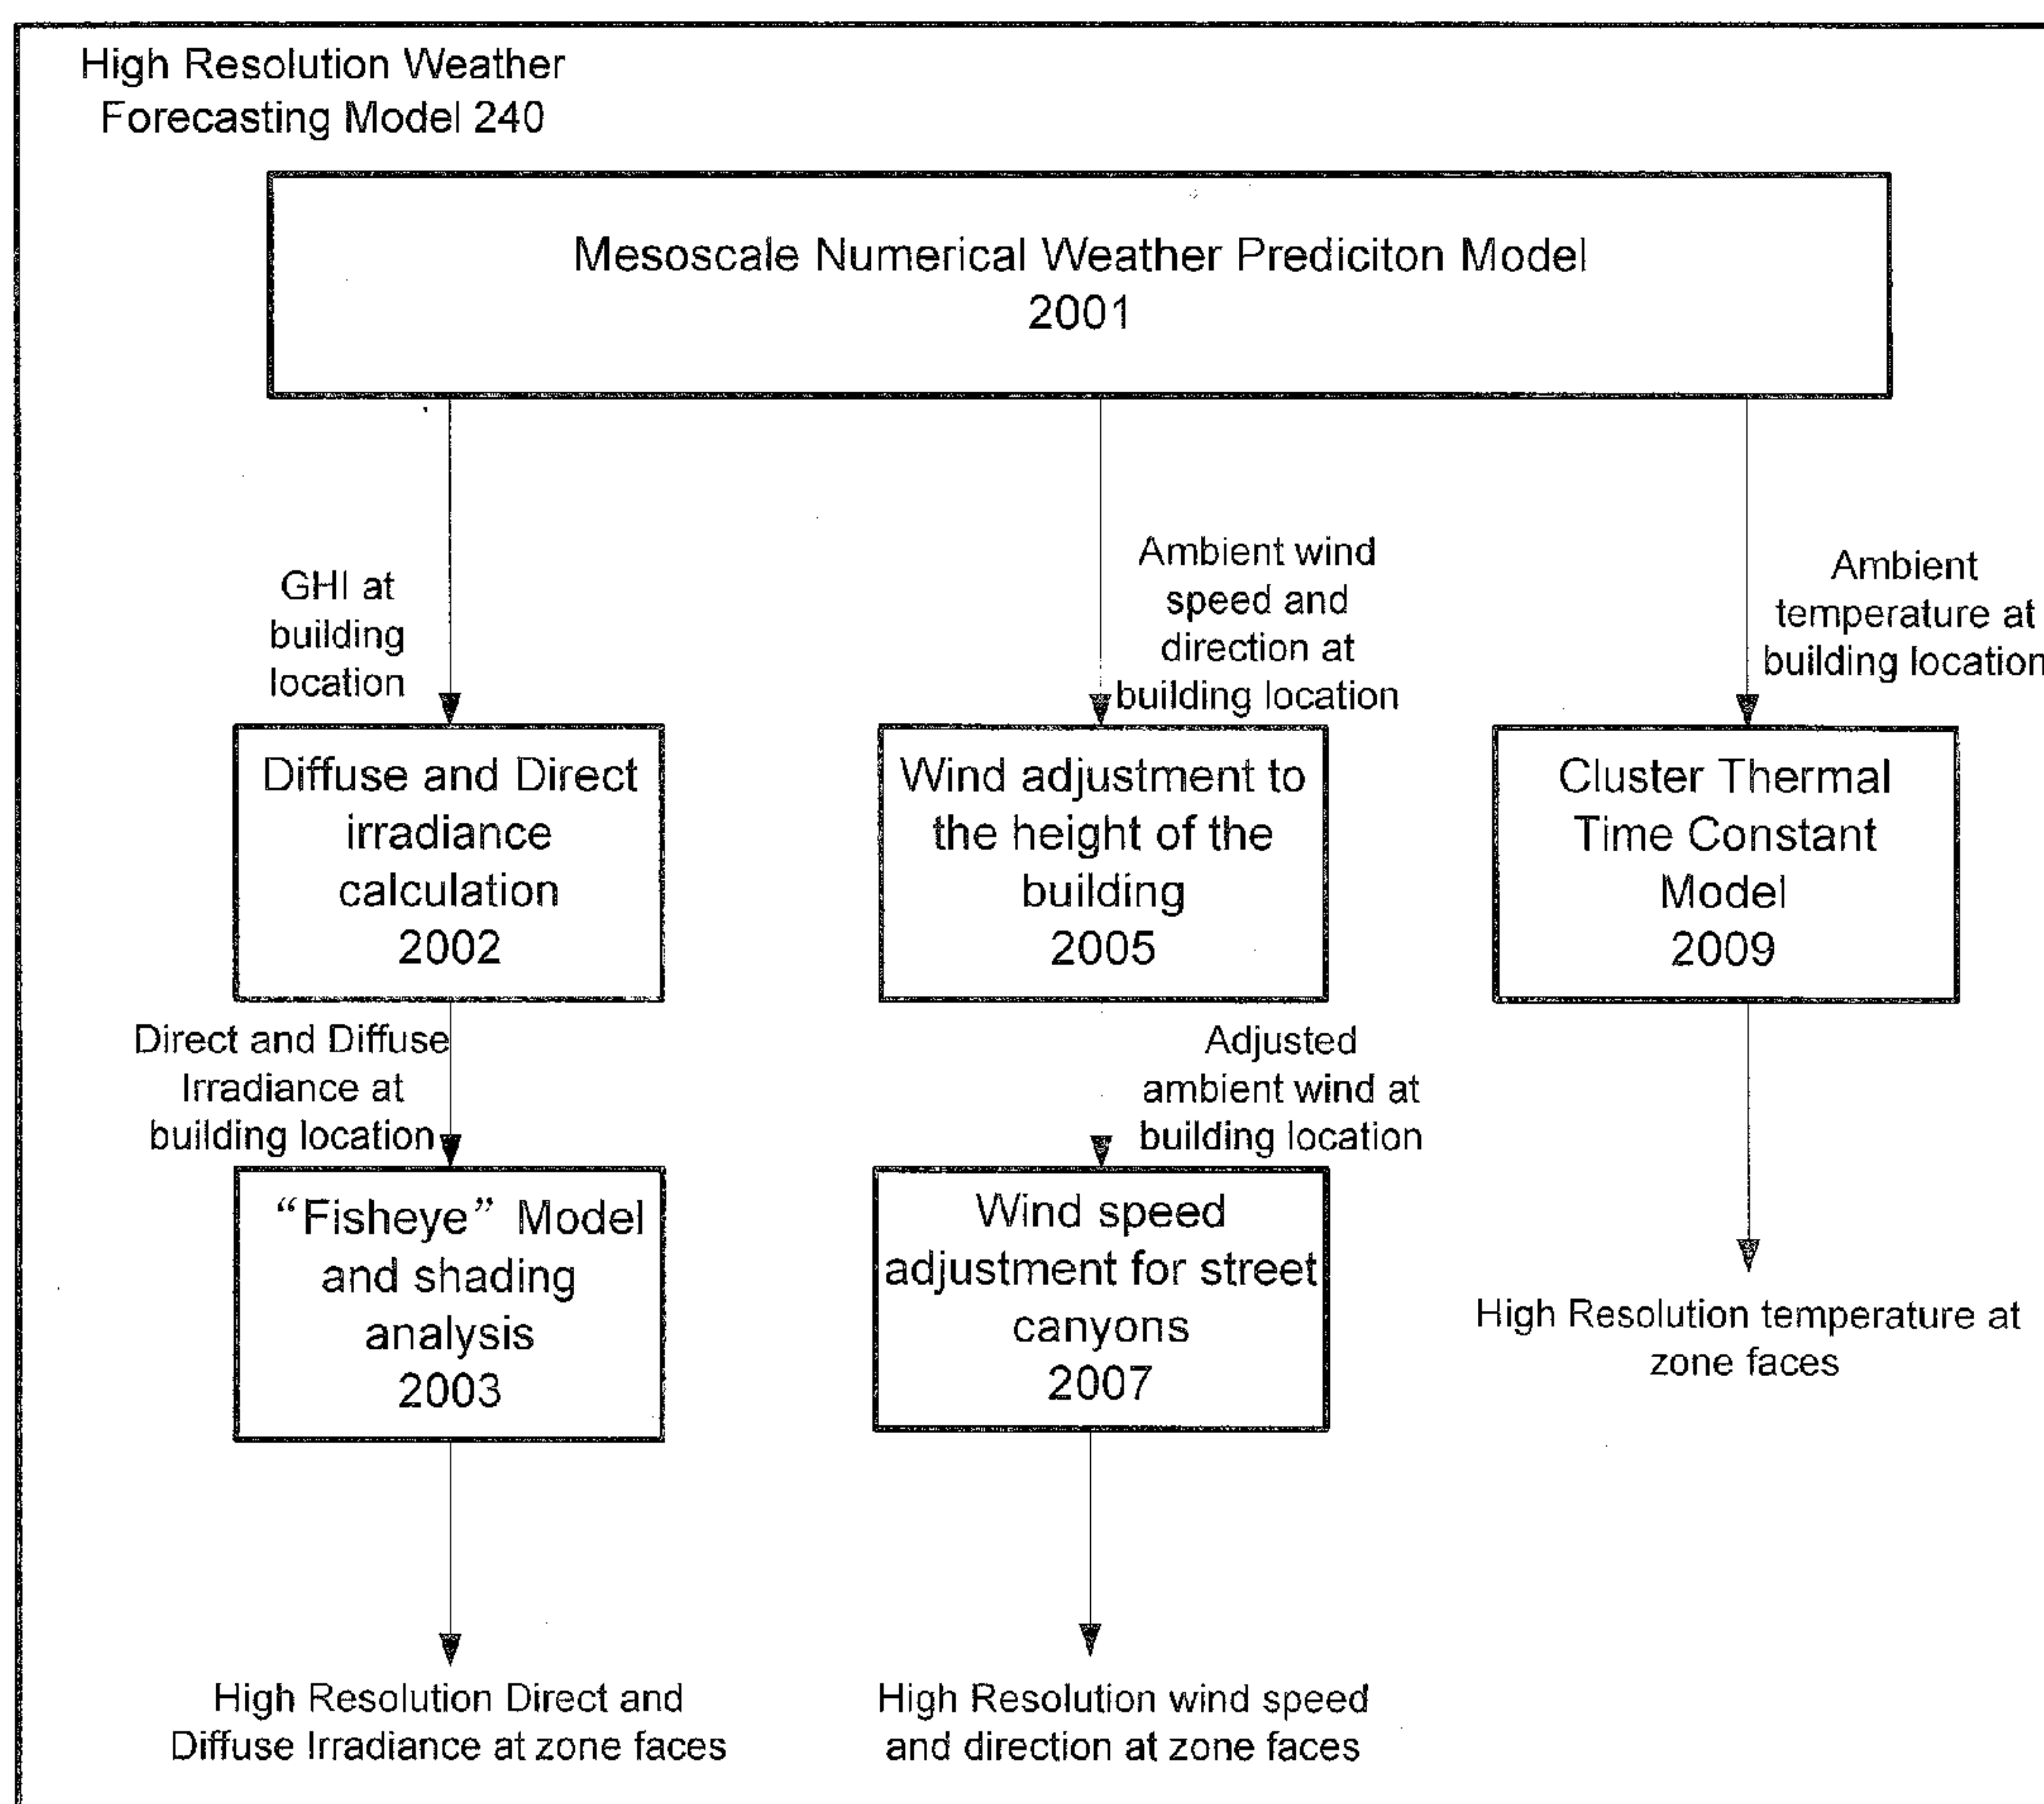 High Resolution Weather
Forecasting Model 240
Mesoscale Numerical Weather Prediciton Model
2001
GHI at
building
location
Ambient wind
speed and
direction at
building location
Ambient
temperature at
building location
Diffuse and Direct
irradiance
calculation
2002
Wind adjustment to
the height of the
building
2005
Cluster Thermal
Time Constant
Model
2009
Direct and Diffuse
Irradiance at
building location
Adjusted
ambient wind at
building location
“Fisheye” Model
and shading
analysis
2003
Wind speed
adjustment for street
canyons
2007
High Resolution temperature at
zone faces
High Resolution Direct and
Diffuse Irradiance at zone faces
High Resolution wind speed
and direction at zone faces